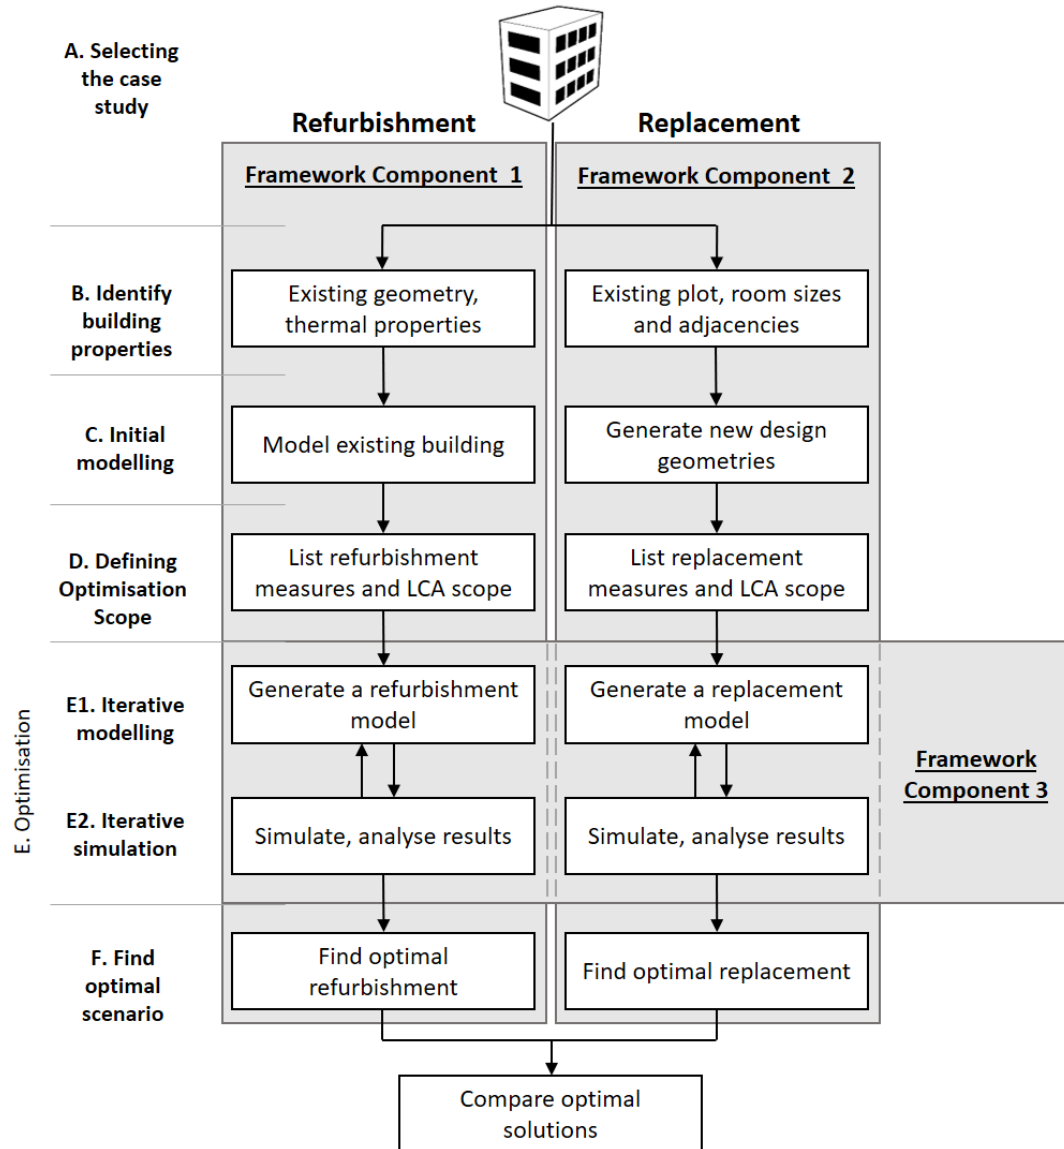 A. Selecting
the case
study
Refurbishment
Replacement
Framework Component 1
Framework Component 2
B. Identify
building
properties
Existing geometry,
thermal properties
Existing plot, room sizes
and adjacencies
C. Initial
modelling
Model existing building
Generate new design
geometries
D. Defining
Optimisation
Scope
List refurbishment
measures and LCA scope
List replacement
measures and LCA scope
E. Optimisation
E1. Iterative
modelling
Generate a refurbishment
model
Generate a replacement
model
Framework
Component 3
E2. Iterative
simulation
Simulate, analyse results
Simulate, analyse results
F. Find
optimal
scenario
Find optimal
refurbishment
Find optimal replacement
Compare optimal
solutions